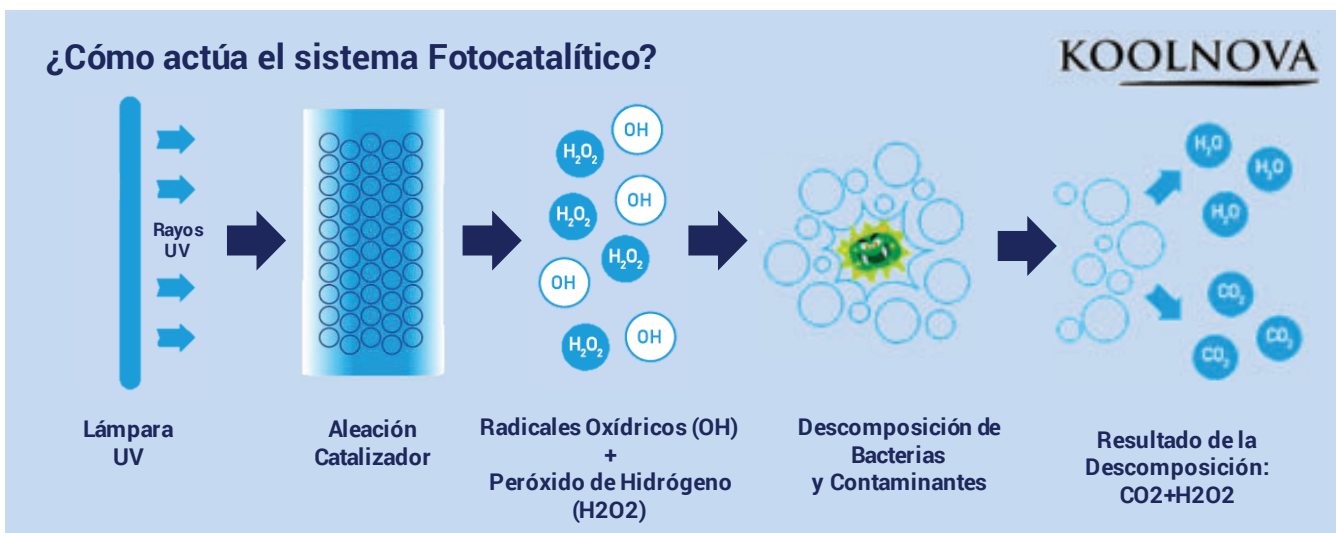 ¿Cómo actúa el sistema Fotocatalítico?
KOOLNOVA
Rayos
UV
H₂O₂
OH
H₂O₂
OH
H₂O₂
OH
H₂O₂
OH
H₂O
H₂O
H₂O
CO₂
CO₂
CO₂
Lámpara
UV
Aleación
Catalizador
Radicales Oxídricos (OH)
+
Peróxido de Hidrógeno
(H2O2)
Descomposición de
Bacterias
y Contaminantes
Resultado de la
Descomposición:
CO2+H2O2